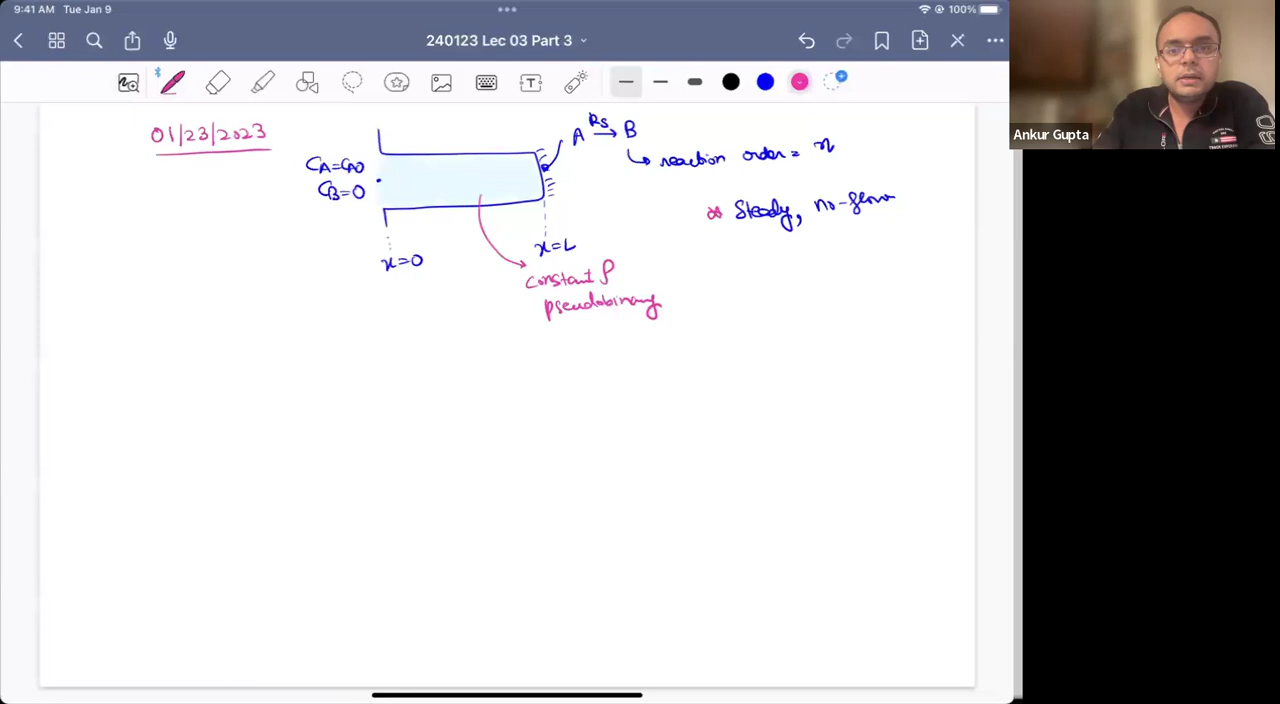 9:41 AM Tue Jan 9
100%
240123 Lec 03 Part 3
01/23/2023
A Rs→ B
↳ reaction order = n
CA=CA0
CB=0
* Steady, no-flow
x=0
x=L
constant ρ
pseudobinary
Ankur Gupta